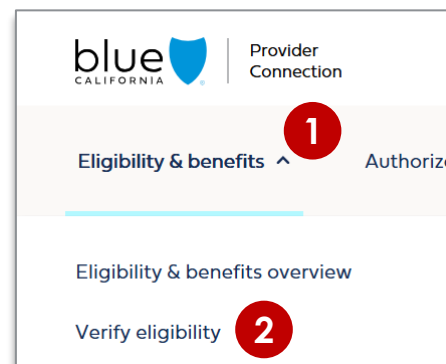 blue
CALIFORNIA
Provider
Connection
1
Eligibility & benefits
Authoriz
Eligibility & benefits overview
Verify eligibility
2